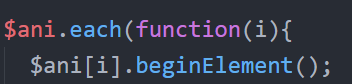 $ani.each(function(i){
$ani[i].beginElement();